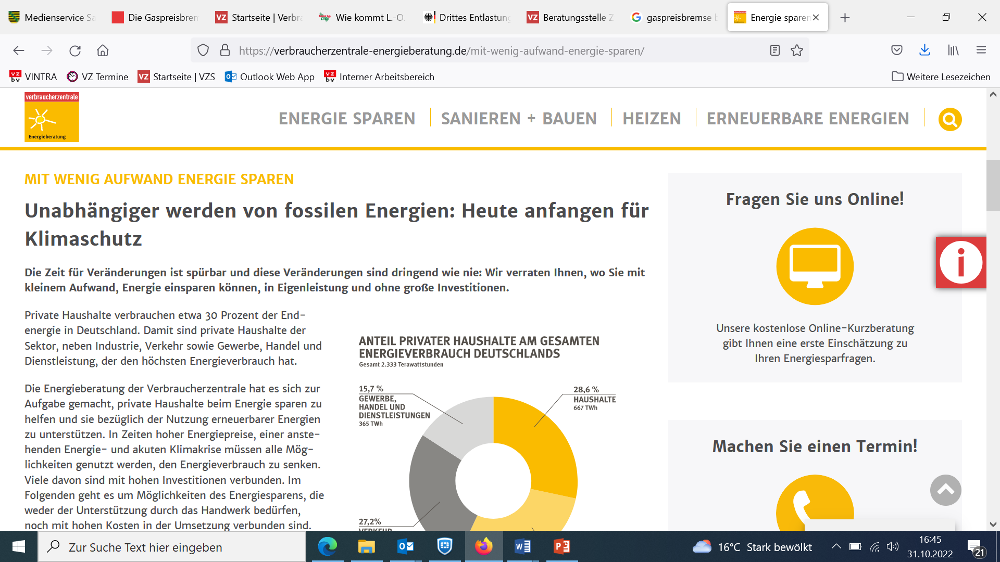 Medienservice Sa
Die Gaspreisbrem
Startseite | Verbra
Wie kommt L.-O.
Drittes Entlastung
Beratungsstelle Z
gaspreisbremse b
Energie sparen
https://verbraucherzentrale-energieberatung.de/mit-wenig-aufwand-energie-sparen/
VINTRA
VZ Termine
Startseite | VZS
Outlook Web App
Interner Arbeitsbereich
Weitere Lesezeichen
verbraucherzentrale
Energieberatung
ENERGIE SPAREN
SANIEREN + BAUEN
HEIZEN
ERNEUERBARE ENERGIEN
MIT WENIG AUFWAND ENERGIE SPAREN
Unabhängiger werden von fossilen Energien: Heute anfangen für
Klimaschutz
Die Zeit für Veränderungen ist spürbar und diese Veränderungen sind dringend wie nie: Wir verraten Ihnen, wo Sie mit
kleinem Aufwand, Energie einsparen können, in Eigenleistung und ohne große Investitionen.
Private Haushalte verbrauchen etwa 30 Prozent der End-
energie in Deutschland. Damit sind private Haushalte der
Sektor, neben Industrie, Verkehr sowie Gewerbe, Handel und
Dienstleistung, der den höchsten Energieverbrauch hat.
Die Energieberatung der Verbraucherzentrale hat es sich zur
Aufgabe gemacht, private Haushalte beim Energie sparen zu
helfen und sie bezüglich der Nutzung erneuerbarer Energien
zu unterstützen. In Zeiten hoher Energiepreise, einer anste-
henden Energie- und akuten Klimakrise müssen alle Mög-
lichkeiten genutzt werden, den Energieverbrauch zu senken.
Viele davon sind mit hohen Investitionen verbunden. Im
Folgenden geht es um Möglichkeiten des Energiesparens, die
weder der Unterstützung durch das Handwerk bedürfen,
noch mit hohen Kosten in der Umsetzung verbunden sind.
ANTEIL PRIVATER HAUSHALTE AM GESAMTEN
ENERGIEVERBRAUCH DEUTSCHLANDS
Gesamt 2.333 Terawattstunden
15,7 %
GEWERBE,
HANDEL UND
DIENSTLEISTUNGEN
365 TWh
28,6 %
HAUSHALTE
667 TWh
27,2%
VERKEHR
Fragen Sie uns Online!
Unsere kostenlose Online-Kurzberatung
gibt Ihnen eine erste Einschätzung zu
Ihren Energiesparfragen.
i
Machen Sie einen Termin!
Zur Suche Text hier eingeben
16°C Stark bewölkt
16:45
31.10.2022
21